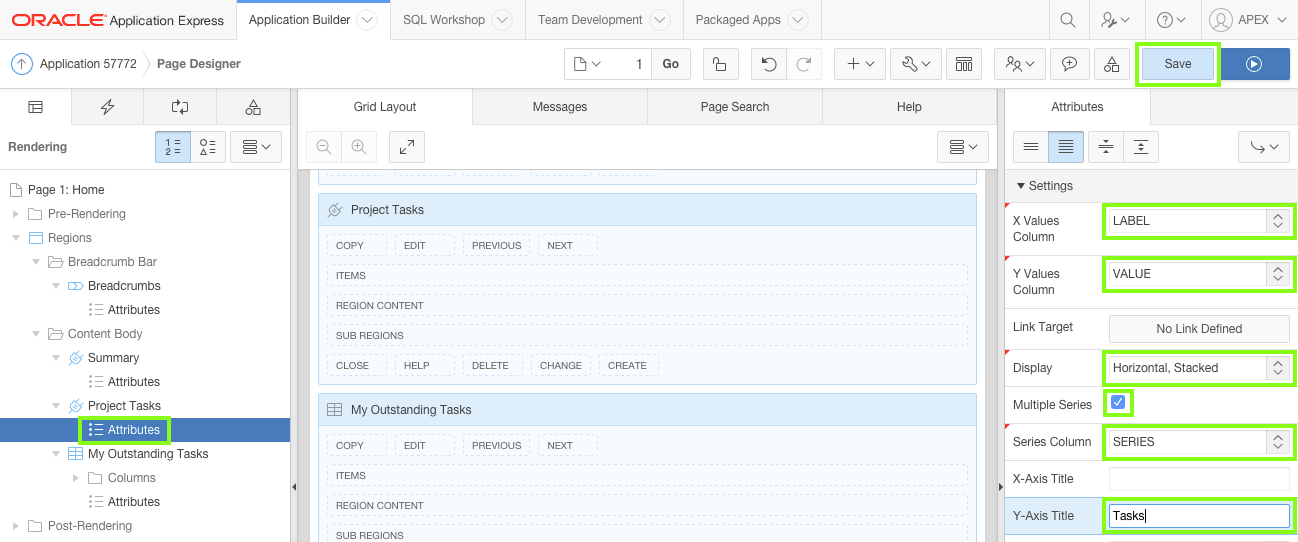 ORACLE Application Express
Application Builder
SQL Workshop
Team Development
Packaged Apps
APEX
Application 57772
Page Designer
1
Go
Save
Grid Layout
Messages
Page Search
Help
Attributes
Rendering
1
2
Page 1: Home
Pre-Rendering
Regions
Breadcrumb Bar
Breadcrumbs
Attributes
Content Body
Summary
Attributes
Project Tasks
Attributes
My Outstanding Tasks
Columns
Attributes
Post-Rendering
Project Tasks
COPY EDIT PREVIOUS NEXT
ITEMS
REGION CONTENT
SUB REGIONS
CLOSE HELP DELETE CHANGE CREATE
My Outstanding Tasks
COPY EDIT PREVIOUS NEXT
ITEMS
REGION CONTENT
SUB REGIONS
Settings
X Values
Column
LABEL
Y Values
Column
VALUE
Link Target
No Link Defined
Display
Horizontal, Stacked
Multiple Series
Series Column
SERIES
X-Axis Title
Y-Axis Title
Tasks